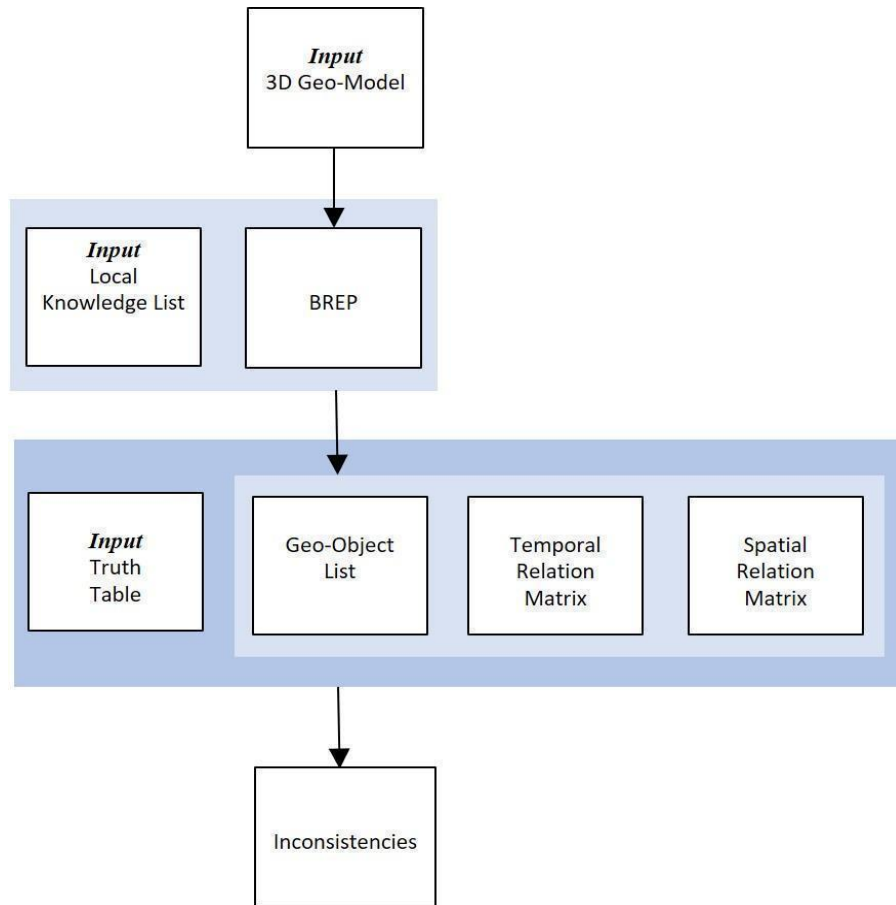 Input
3D Geo-Model
Input
Local
Knowledge List
BREP
Input
Truth
Table
Geo-Object
List
Temporal
Relation
Matrix
Spatial
Relation
Matrix
Inconsistencies